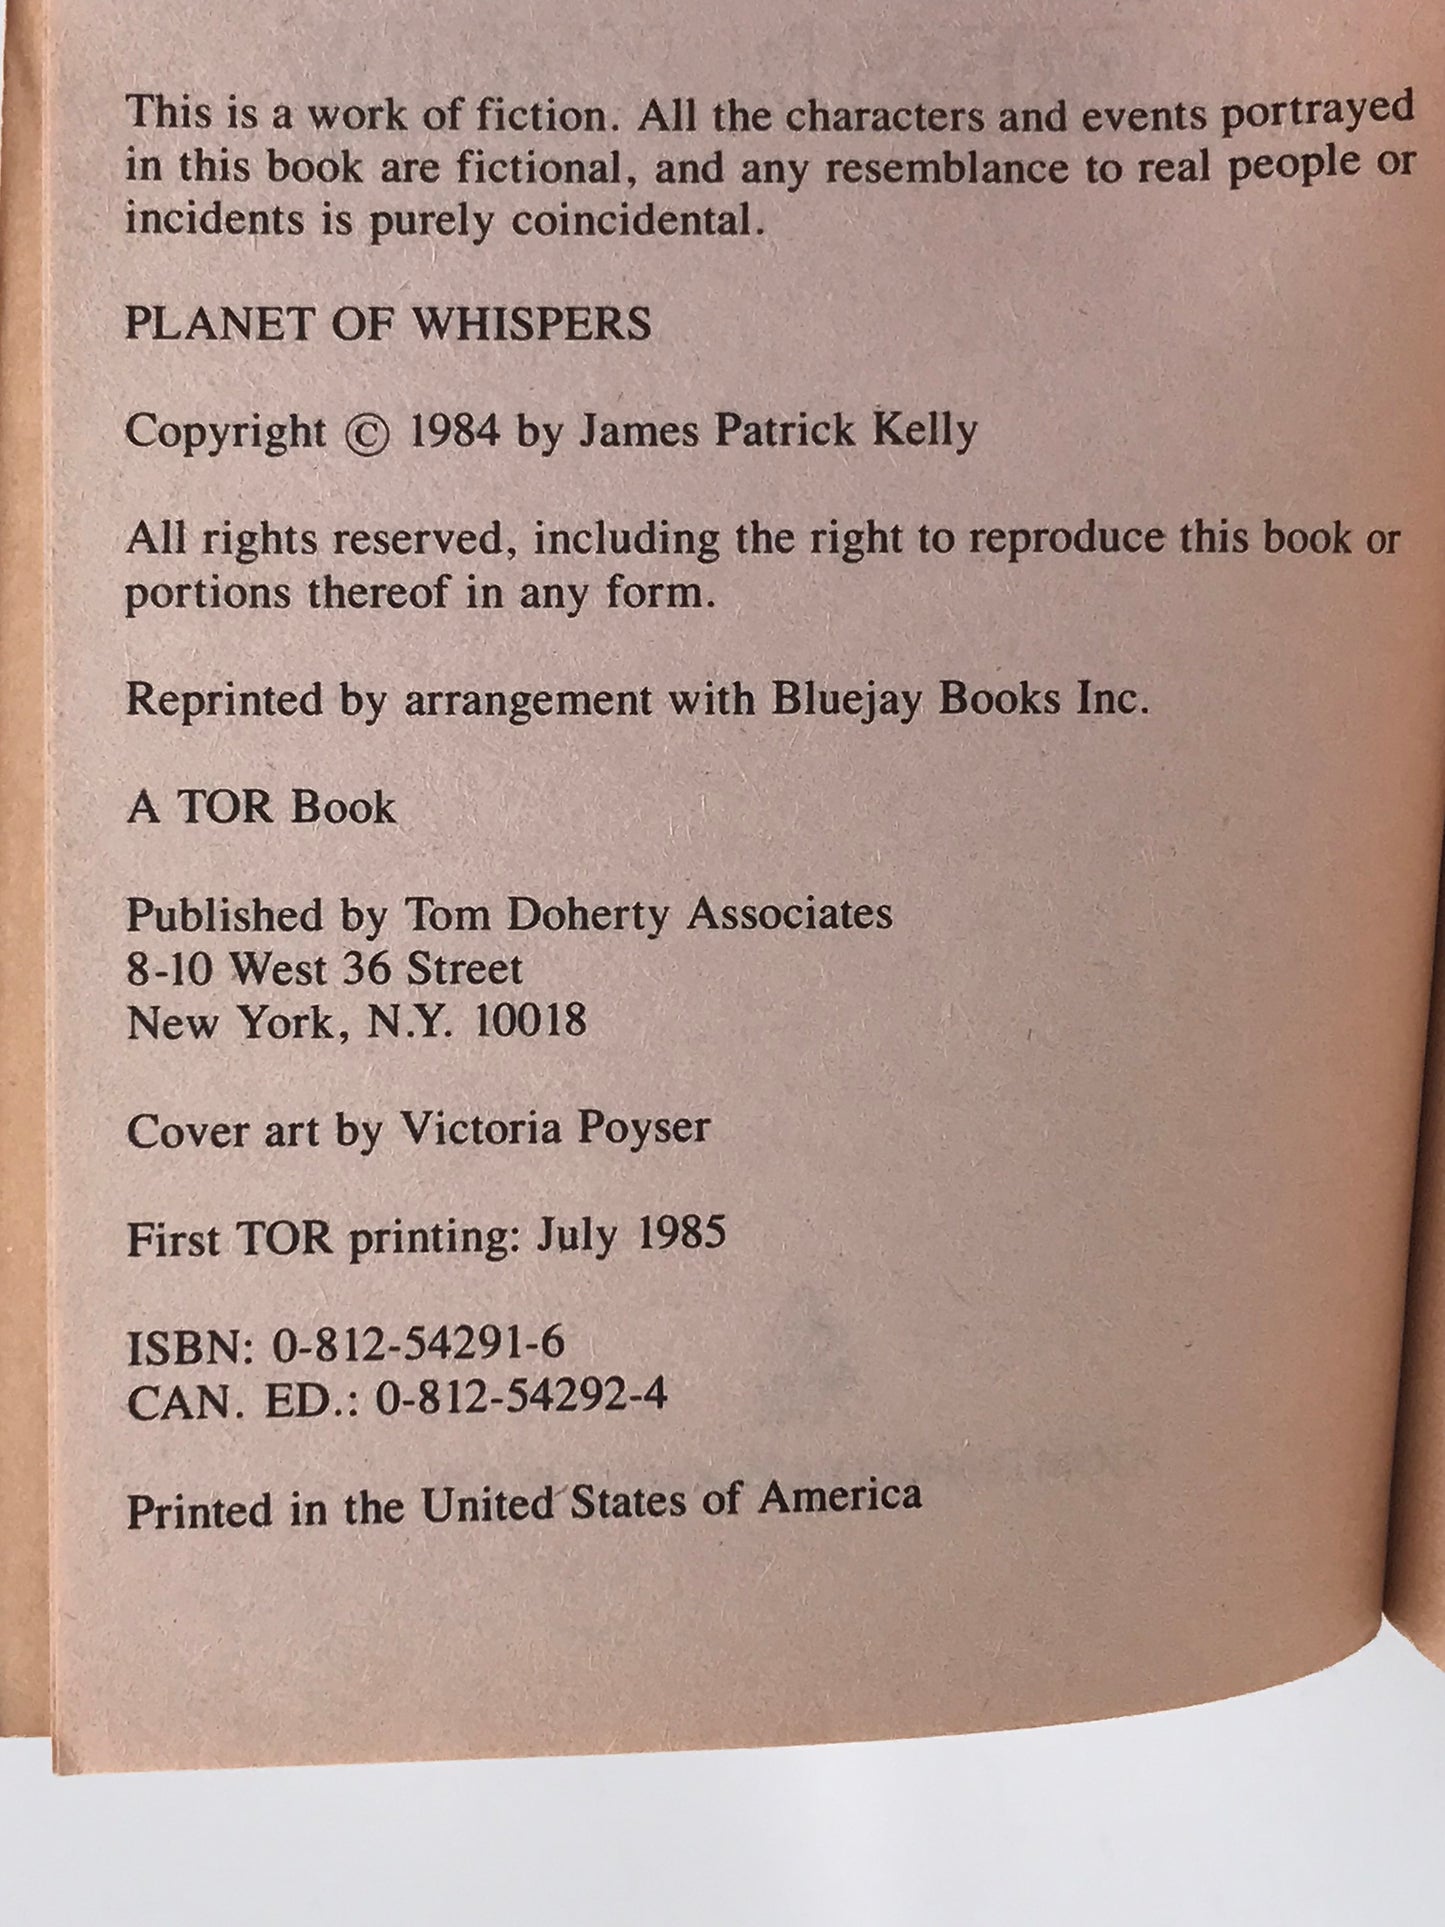 This is a work of fiction. All the characters and events portrayed
in this book are fictional, and any resemblance to real people or
incidents is purely coincidental.
PLANET OF WHISPERS
Copyright © 1984 by James Patrick Kelly
All rights reserved, including the right to reproduce this book or
portions thereof in any form.
Reprinted by arrangement with Bluejay Books Inc.
A TOR Book
Published by Tom Doherty Associates
8-10 West 36 Street
New York, N.Y. 10018
Cover art by Victoria Poyser
First TOR printing: July 1985
ISBN: 0-812-54291-6
CAN. ED.: 0-812-54292-4
Printed in the United States of America